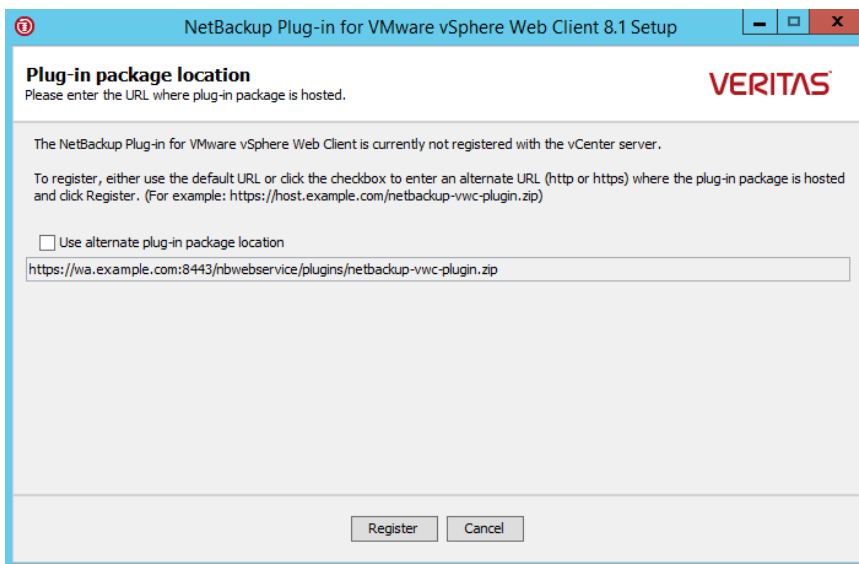 NetBackup Plug-in for VMware vSphere Web Client 8.1 Setup
Plug-in package location
Please enter the URL where plug-in package is hosted.
VERITAS
The NetBackup Plug-in for VMware vSphere Web Client is currently not registered with the vCenter server.
To register, either use the default URL or click the checkbox to enter an alternate URL (http or https) where the plug-in package is hosted
and click Register. (For example: https://host.example.com/netbackup-vwc-plugin.zip)
Use alternate plug-in package location
https://wa.example.com:8443/nbwebservice/plugins/netbackup-vwc-plugin.zip
Register Cancel